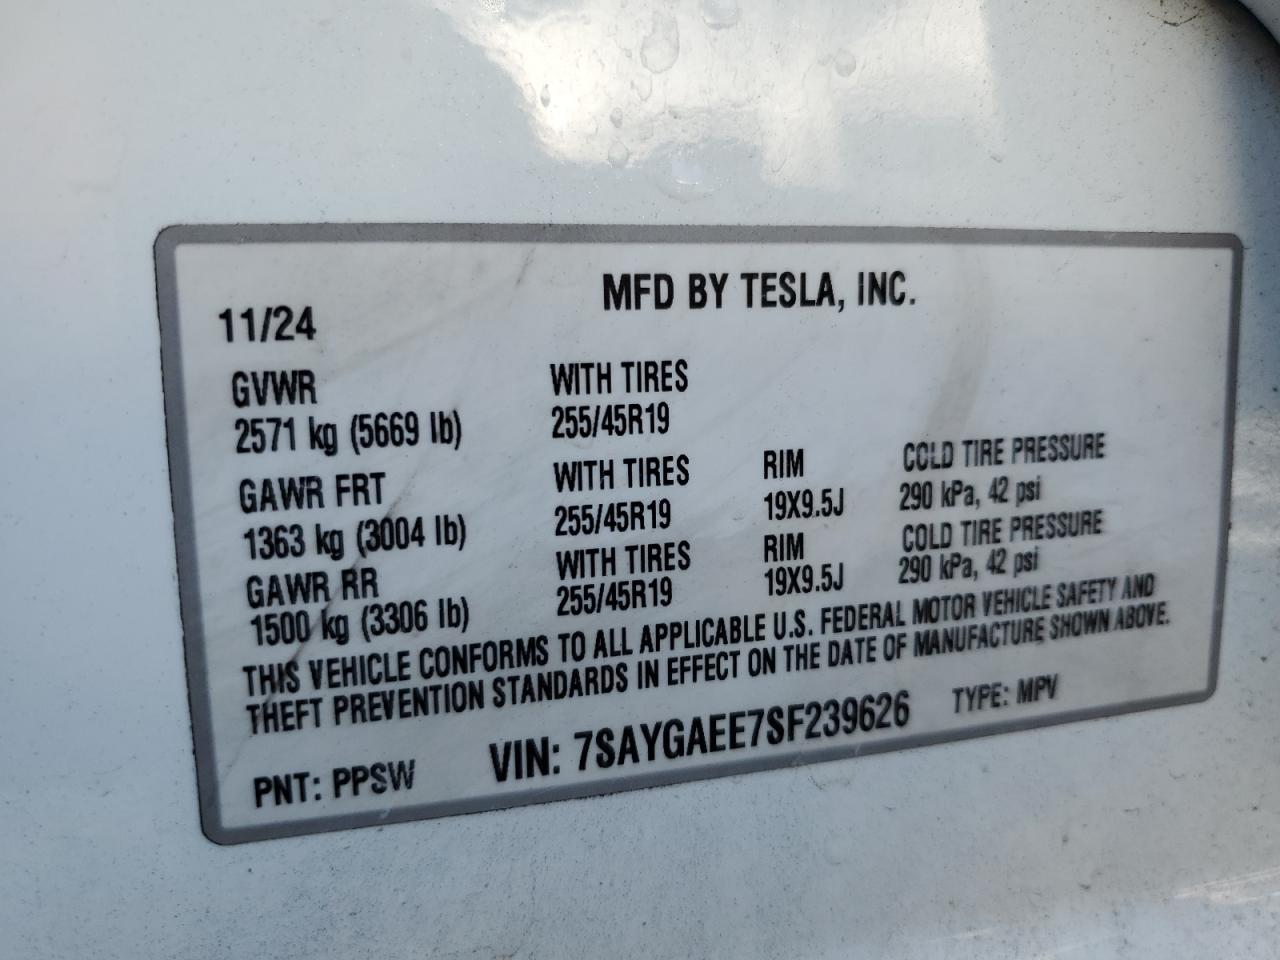 MFD BY TESLA, INC.
11/24
GVWR WITH TIRES
2571 kg (5669 lb) 255/45R19
GAWR FRT WITH TIRES RIM COLD TIRE PRESSURE
1363 kg (3004 lb) 255/45R19 19X9.5J 290 kPa, 42 psi
GAWR RR WITH TIRES RIM COLD TIRE PRESSURE
1500 kg (3306 lb) 255/45R19 19X9.5J 290 kPa, 42 psi
THIS VEHICLE CONFORMS TO ALL APPLICABLE U.S. FEDERAL MOTOR VEHICLE SAFETY AND
THEFT PREVENTION STANDARDS IN EFFECT ON THE DATE OF MANUFACTURE SHOWN ABOVE.
PNT: PPSW VIN: 7SAYGAEE7SF239626 TYPE: MPV